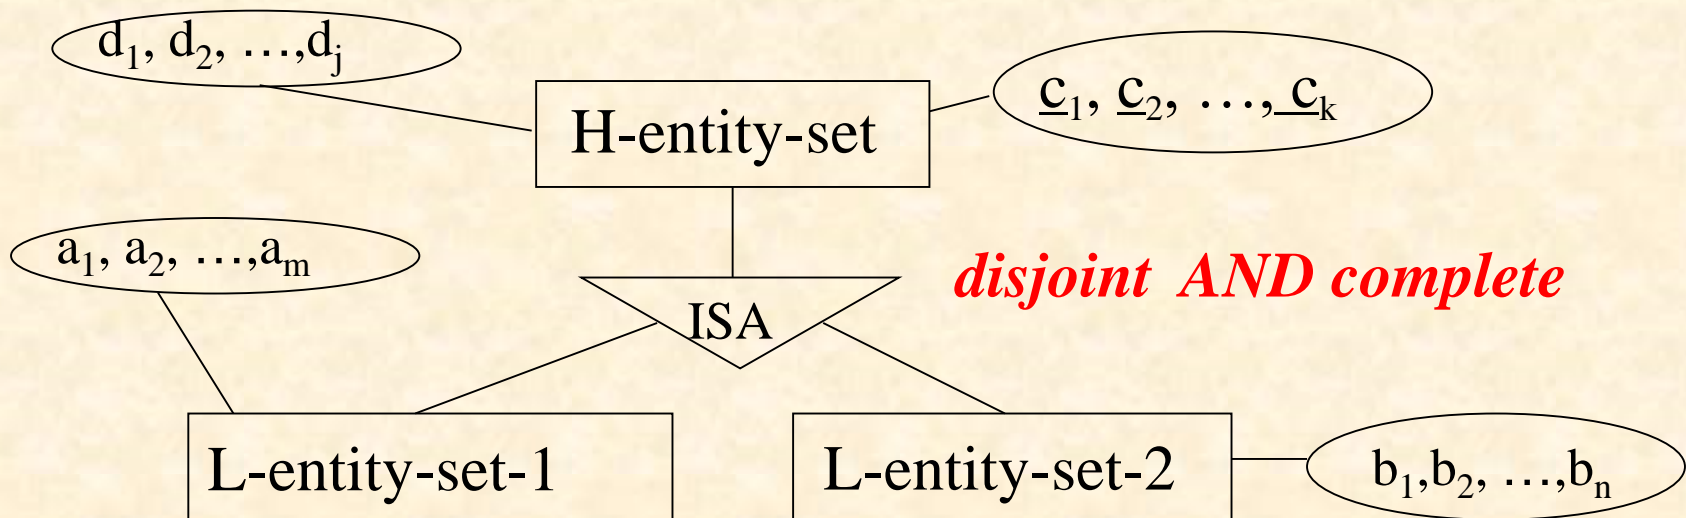 d₁, d₂, …,dⱼ
c₁, c₂, …, cₖ
H-entity-set
a₁, a₂, …,aₘ
disjoint AND complete
ISA
L-entity-set-1
L-entity-set-2
b₁,b₂, …,bₙ